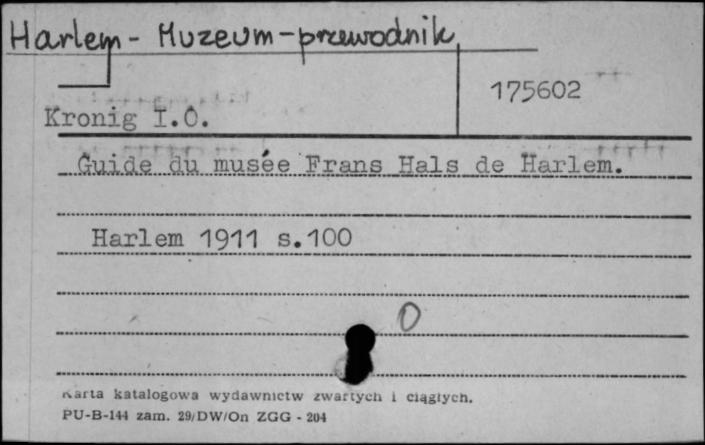 Harlem - Muzeum - przewodnik
175602
Kronig I.O.
Guide du musée Frans Hals de Harlem.
Harlem 1911 s.100
O
Karta katalogowa wydawnictw zwartych i ciągłych.
PU-B-144 zam. 29/DW/On ZGG - 204